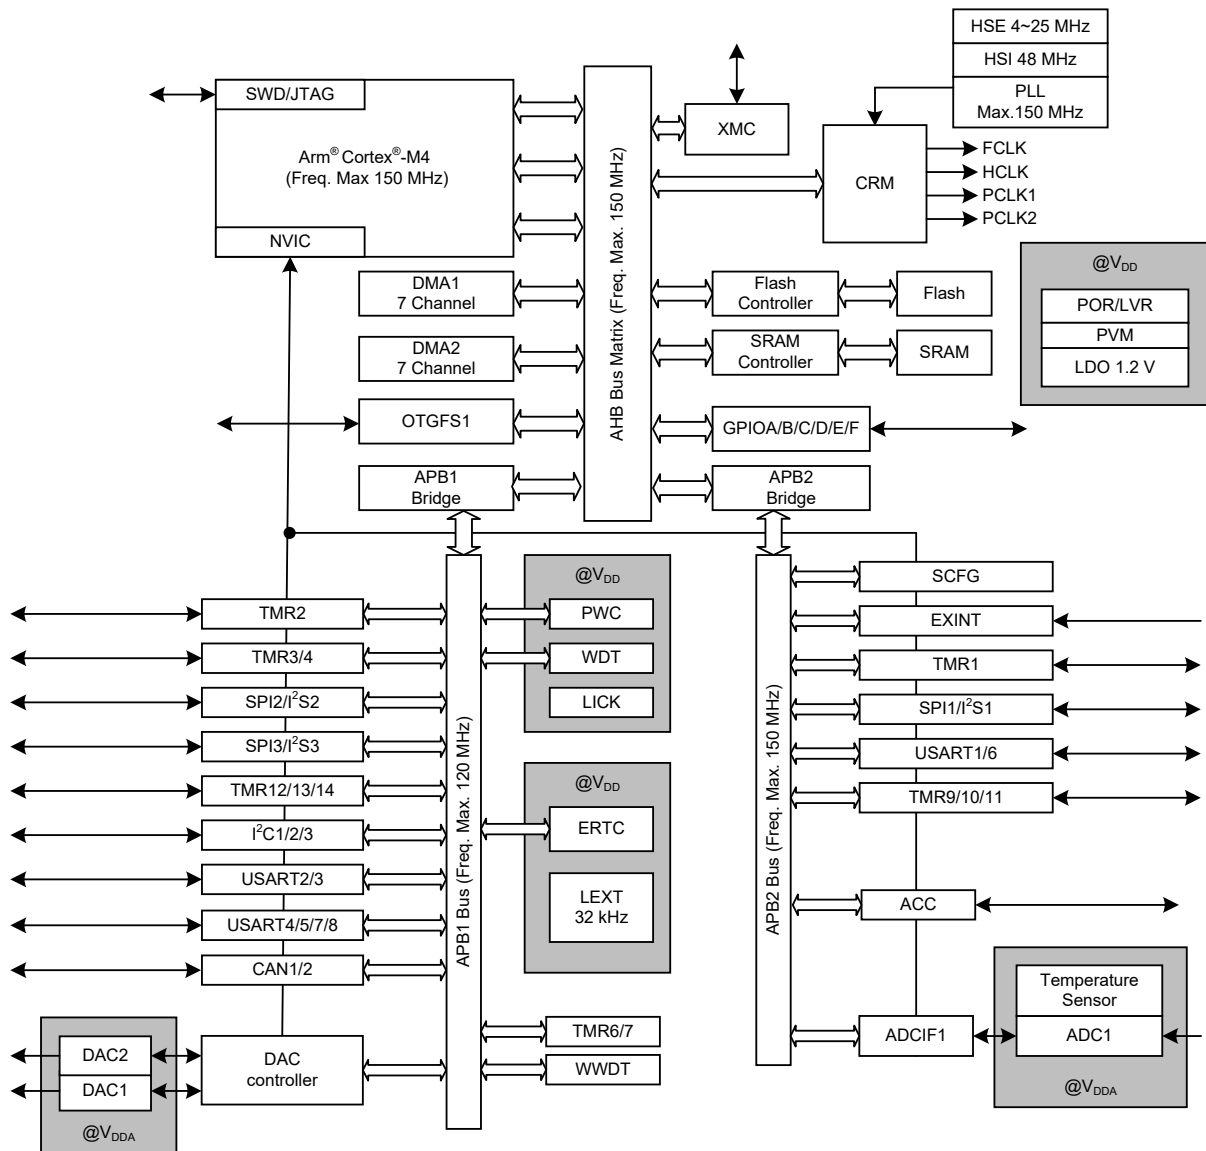 HSE 4~25 MHz
HSI 48 MHz
PLL
Max.150 MHz
SWD/JTAG
Arm® Cortex®-M4
(Freq. Max 150 MHz)
NVIC
XMC
CRM
FCLK
HCLK
PCLK1
PCLK2
AHB Bus Matrix (Freq. Max. 150 MHz)
DMA1
7 Channel
DMA2
7 Channel
OTGFS1
APB1
Bridge
Flash
Controller
Flash
SRAM
Controller
SRAM
GPIOA/B/C/D/E/F
APB2
Bridge
@VDD
POR/LVR
PVM
LDO 1.2 V
TMR2
TMR3/4
SPI2/I²S2
SPI3/I²S3
TMR12/13/14
I²C1/2/3
USART2/3
USART4/5/7/8
CAN1/2
DAC
controller
DAC2
DAC1
@VDDA
APB1 Bus (Freq. Max. 120 MHz)
@VDD
PWC
WDT
LICK
@VDD
ERTC
LEXT
32 kHz
TMR6/7
WWDT
APB2 Bus (Freq. Max. 150 MHz)
SCFG
EXINT
TMR1
SPI1/I²S1
USART1/6
TMR9/10/11
ACC
ADCIF1
Temperature
Sensor
ADC1
@VDDA